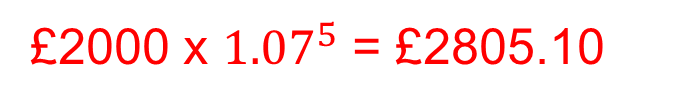 £2000 x 1.07⁵ = £2805.10